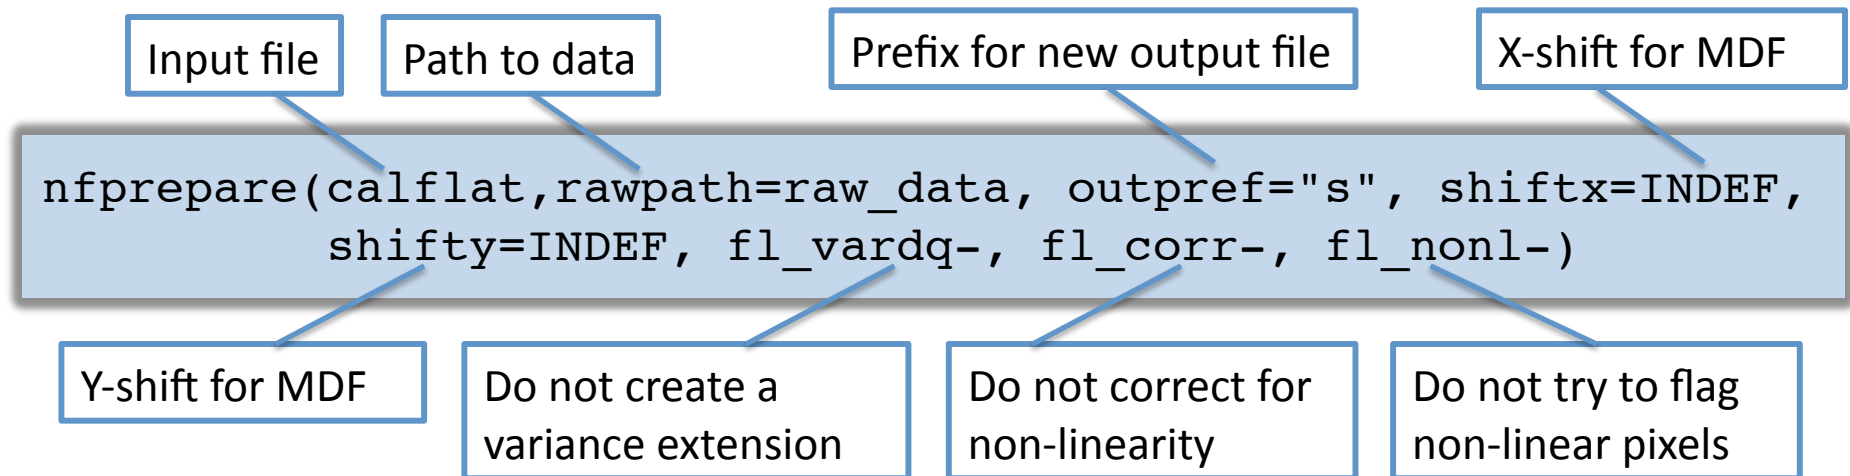 Input file
Path to data
Prefix for new output file
X-shift for MDF
nfprepare(calflat,rawpath=raw_data, outpref="s", shiftx=INDEF,
shifty=INDEF, fl_vardq-, fl_corr-, fl_nonl-)
Y-shift for MDF
Do not create a
variance extension
Do not correct for
non-linearity
Do not try to flag
non-linear pixels